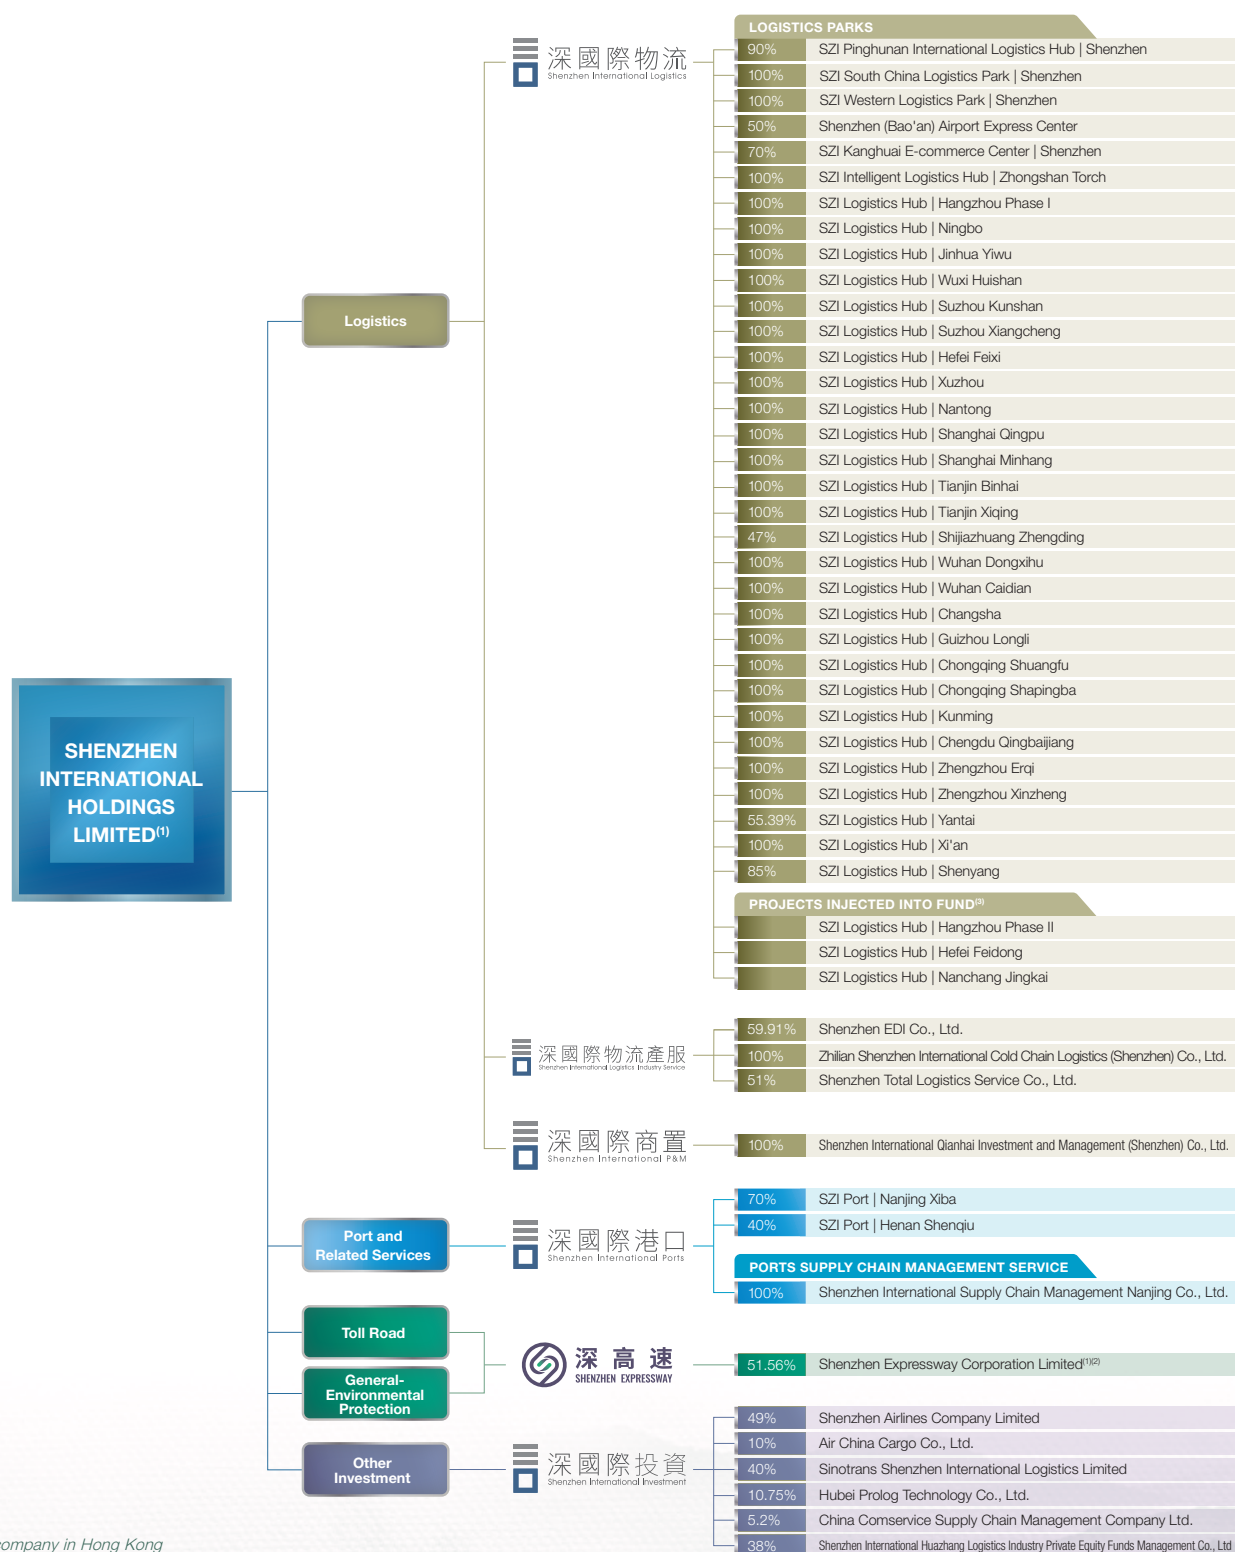 SHENZHEN
INTERNATIONAL
HOLDINGS
LIMITED(1)
Logistics
深國際物流
Shenzhen International Logistics
LOGISTICS PARKS
90% SZI Pinghunan International Logistics Hub | Shenzhen
100% SZI South China Logistics Park | Shenzhen
100% SZI Western Logistics Park | Shenzhen
50% Shenzhen (Bao'an) Airport Express Center
70% SZI Kanghuai E-commerce Center | Shenzhen
100% SZI Intelligent Logistics Hub | Zhongshan Torch
100% SZI Logistics Hub | Hangzhou Phase I
100% SZI Logistics Hub | Ningbo
100% SZI Logistics Hub | Jinhua Yiwu
100% SZI Logistics Hub | Wuxi Huishan
100% SZI Logistics Hub | Suzhou Kunshan
100% SZI Logistics Hub | Suzhou Xiangcheng
100% SZI Logistics Hub | Hefei Feixi
100% SZI Logistics Hub | Xuzhou
100% SZI Logistics Hub | Nantong
100% SZI Logistics Hub | Shanghai Qingpu
100% SZI Logistics Hub | Shanghai Minhang
100% SZI Logistics Hub | Tianjin Binhai
100% SZI Logistics Hub | Tianjin Xiqing
47% SZI Logistics Hub | Shijiazhuang Zhengding
100% SZI Logistics Hub | Wuhan Dongxihu
100% SZI Logistics Hub | Wuhan Caidian
100% SZI Logistics Hub | Changsha
100% SZI Logistics Hub | Guizhou Longli
100% SZI Logistics Hub | Chongqing Shuangfu
100% SZI Logistics Hub | Chongqing Shapingba
100% SZI Logistics Hub | Kunming
100% SZI Logistics Hub | Chengdu Qingbaijiang
100% SZI Logistics Hub | Zhengzhou Erqi
100% SZI Logistics Hub | Zhengzhou Xinzheng
55.39% SZI Logistics Hub | Yantai
100% SZI Logistics Hub | Xi'an
85% SZI Logistics Hub | Shenyang
PROJECTS INJECTED INTO FUND(3)
SZI Logistics Hub | Hangzhou Phase II
SZI Logistics Hub | Hefei Feidong
SZI Logistics Hub | Nanchang Jingkai
深國際物流產服
Shenzhen International Logistics Industry Service
59.91% Shenzhen EDI Co., Ltd.
100% Zhilian Shenzhen International Cold Chain Logistics (Shenzhen) Co., Ltd.
51% Shenzhen Total Logistics Service Co., Ltd.
深國際商置
Shenzhen International P&M
100% Shenzhen International Qianhai Investment and Management (Shenzhen) Co., Ltd.
Port and
Related Services
深國際港口
Shenzhen International Ports
70% SZI Port | Nanjing Xiba
40% SZI Port | Henan Shenqiu
PORTS SUPPLY CHAIN MANAGEMENT SERVICE
100% Shenzhen International Supply Chain Management Nanjing Co., Ltd.
Toll Road
General-
Environmental
Protection
深高速
SHENZHEN EXPRESSWAY
51.56% Shenzhen Expressway Corporation Limited(1)(2)
Other
Investment
深國際投資
Shenzhen International Investment
49% Shenzhen Airlines Company Limited
10% Air China Cargo Co., Ltd.
40% Sinotrans Shenzhen International Logistics Limited
10.75% Hubei Prolog Technology Co., Ltd.
5.2% China Comservice Supply Chain Management Company Ltd.
38% Shenzhen International Huazhang Logistics Industry Private Equity Funds Management Co., Ltd
company in Hong Kong